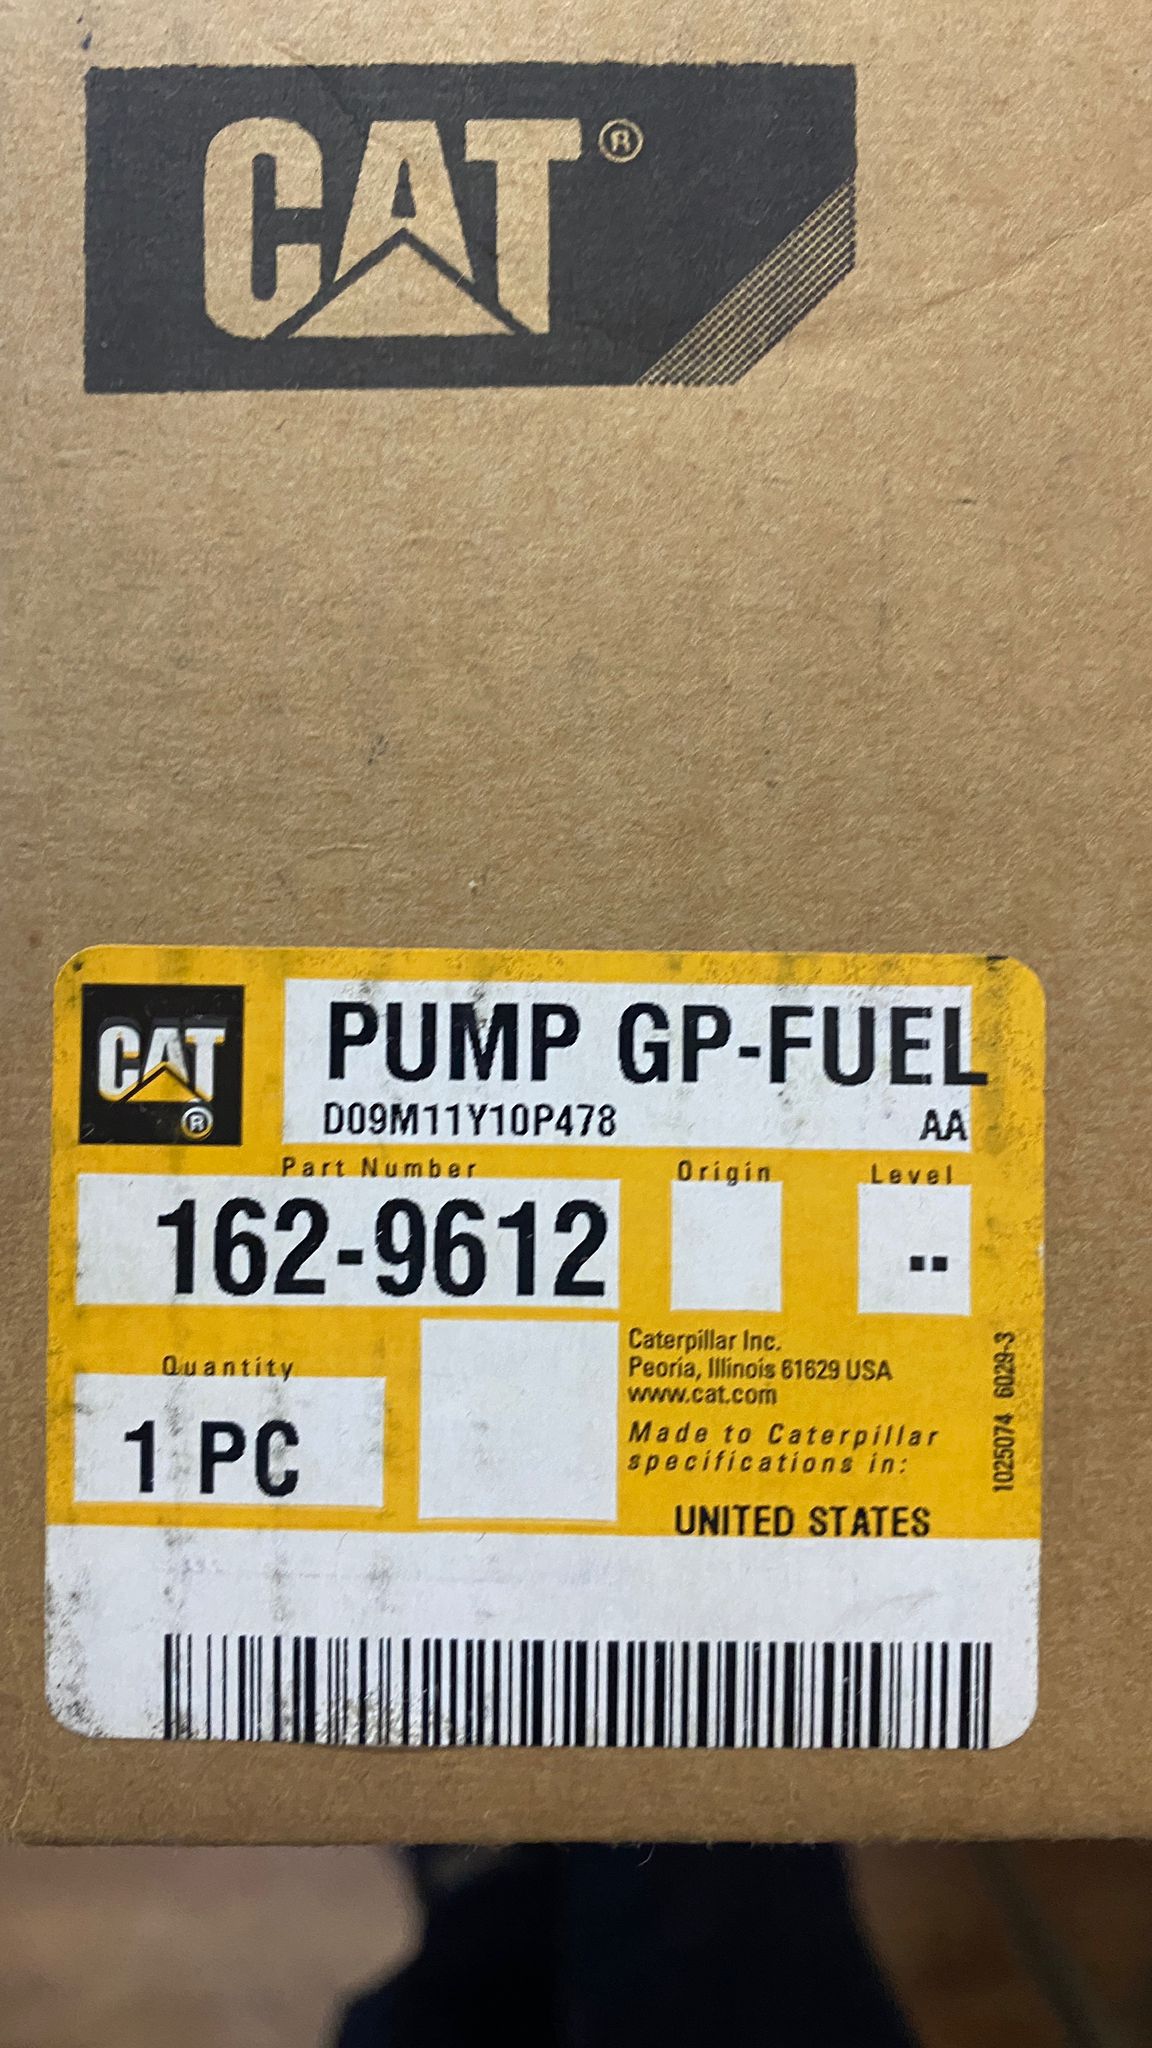 CAT®
CAT®
PUMP GP-FUEL
D09M11Y10P478 AA
Part Number Origin Level
162-9612 --
Quantity
1 PC
Caterpillar Inc.
Peoria, Illinois 61629 USA
www.cat.com
Made to Caterpillar
specifications in:
UNITED STATES
1025074 6029-3